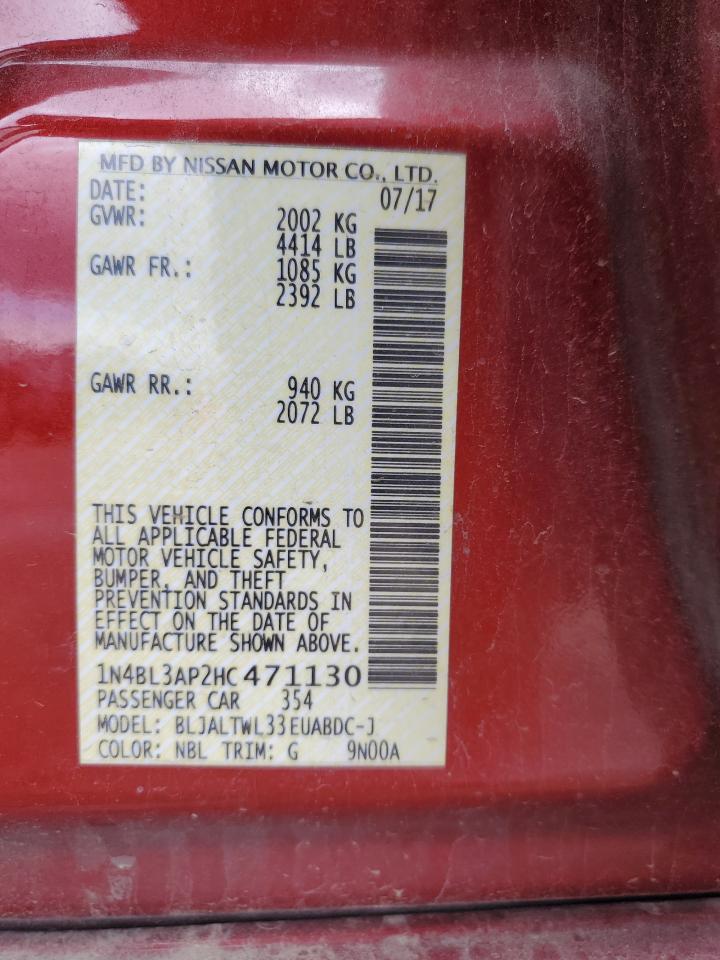 MFD BY NISSAN MOTOR CO., LTD.
DATE: 07/17
GVWR: 2002 KG
4414 LB
GAWR FR.: 1085 KG
2392 LB
GAWR RR.: 940 KG
2072 LB
THIS VEHICLE CONFORMS TO
ALL APPLICABLE FEDERAL
MOTOR VEHICLE SAFETY,
BUMPER, AND THEFT
PREVENTION STANDARDS IN
EFFECT ON THE DATE OF
MANUFACTURE SHOWN ABOVE.
1N4BL3AP2HC471130
PASSENGER CAR 354
MODEL: BLJALTWL33EUABDC-J
COLOR: NBL TRIM: G 9N00A